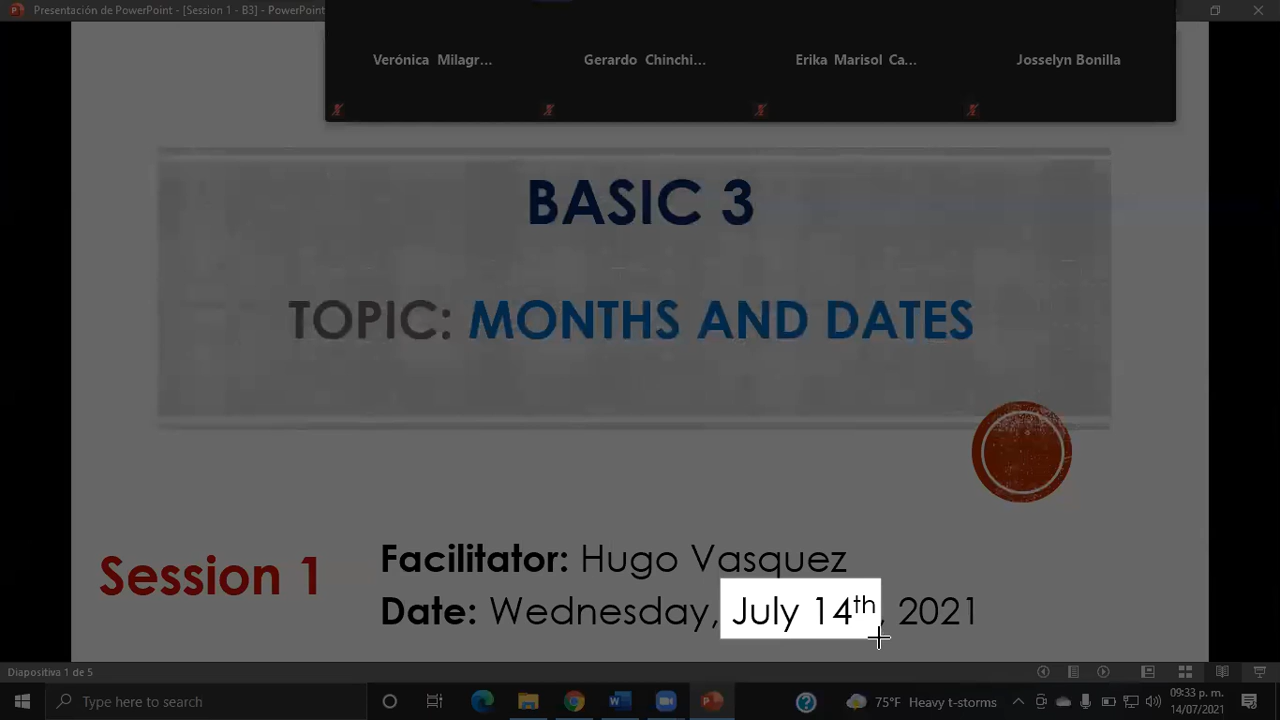 Presentación de PowerPoint - [Session 1 - B3] - PowerPoint
Verónica Milagr...
Gerardo Chinchi...
Erika Marisol Ca...
Josselyn Bonilla
BASIC 3
TOPIC: MONTHS AND DATES
Session 1
Facilitator: Hugo Vasquez
Date: Wednesday, July 14th, 2021
Diapositiva 1 de 5
Type here to search
75°F Heavy t-storms
09:33 p. m.
14/07/2021